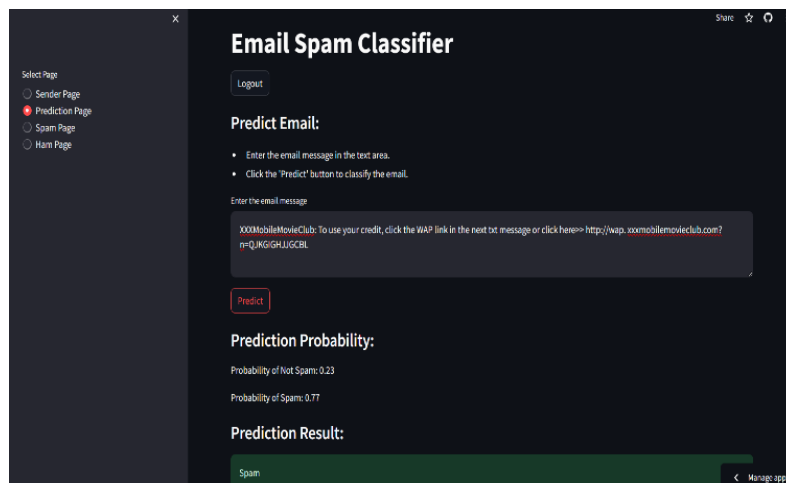 Share
Email Spam Classifier
Select Page
Sender Page
Prediction Page
Spam Page
Ham Page
Logout
Predict Email:
Enter the email message in the text area.
Click the 'Predict' button to classify the email.
Enter the email message
XXXMobileMovieClub: To use your credit, click the WAP link in the next txt message or click here>> http://wap. xxxmobilemovieclub.com?
n=QJKGIGHJJGCBL
Predict
Prediction Probability:
Probability of Not Spam: 0.23
Probability of Spam: 0.77
Prediction Result:
Spam
Manage app